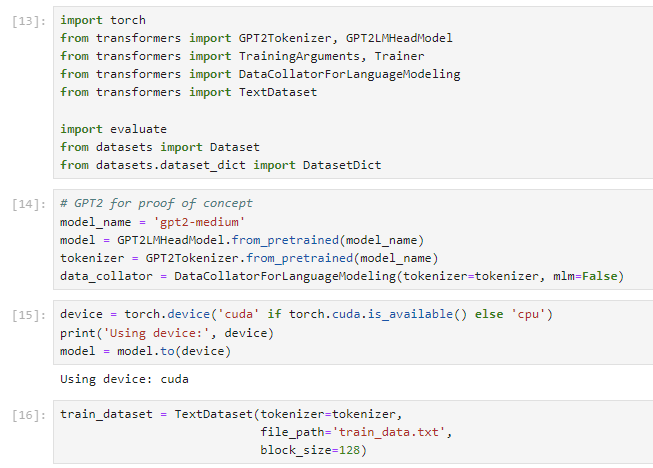 [13]: import torch
from transformers import GPT2Tokenizer, GPT2LMHeadModel
from transformers import TrainingArguments, Trainer
from transformers import DataCollatorForLanguageModeling
from transformers import TextDataset

import evaluate
from datasets import Dataset
from datasets.dataset_dict import DatasetDict
[14]: # GPT2 for proof of concept
model_name = 'gpt2-medium'
model = GPT2LMHeadModel.from_pretrained(model_name)
tokenizer = GPT2Tokenizer.from_pretrained(model_name)
data_collator = DataCollatorForLanguageModeling(tokenizer=tokenizer, mlm=False)
[15]: device = torch.device('cuda' if torch.cuda.is_available() else 'cpu')
print('Using device:', device)
model = model.to(device)
Using device: cuda
[16]: train_dataset = TextDataset(tokenizer=tokenizer,
file_path='train_data.txt',
block_size=128)